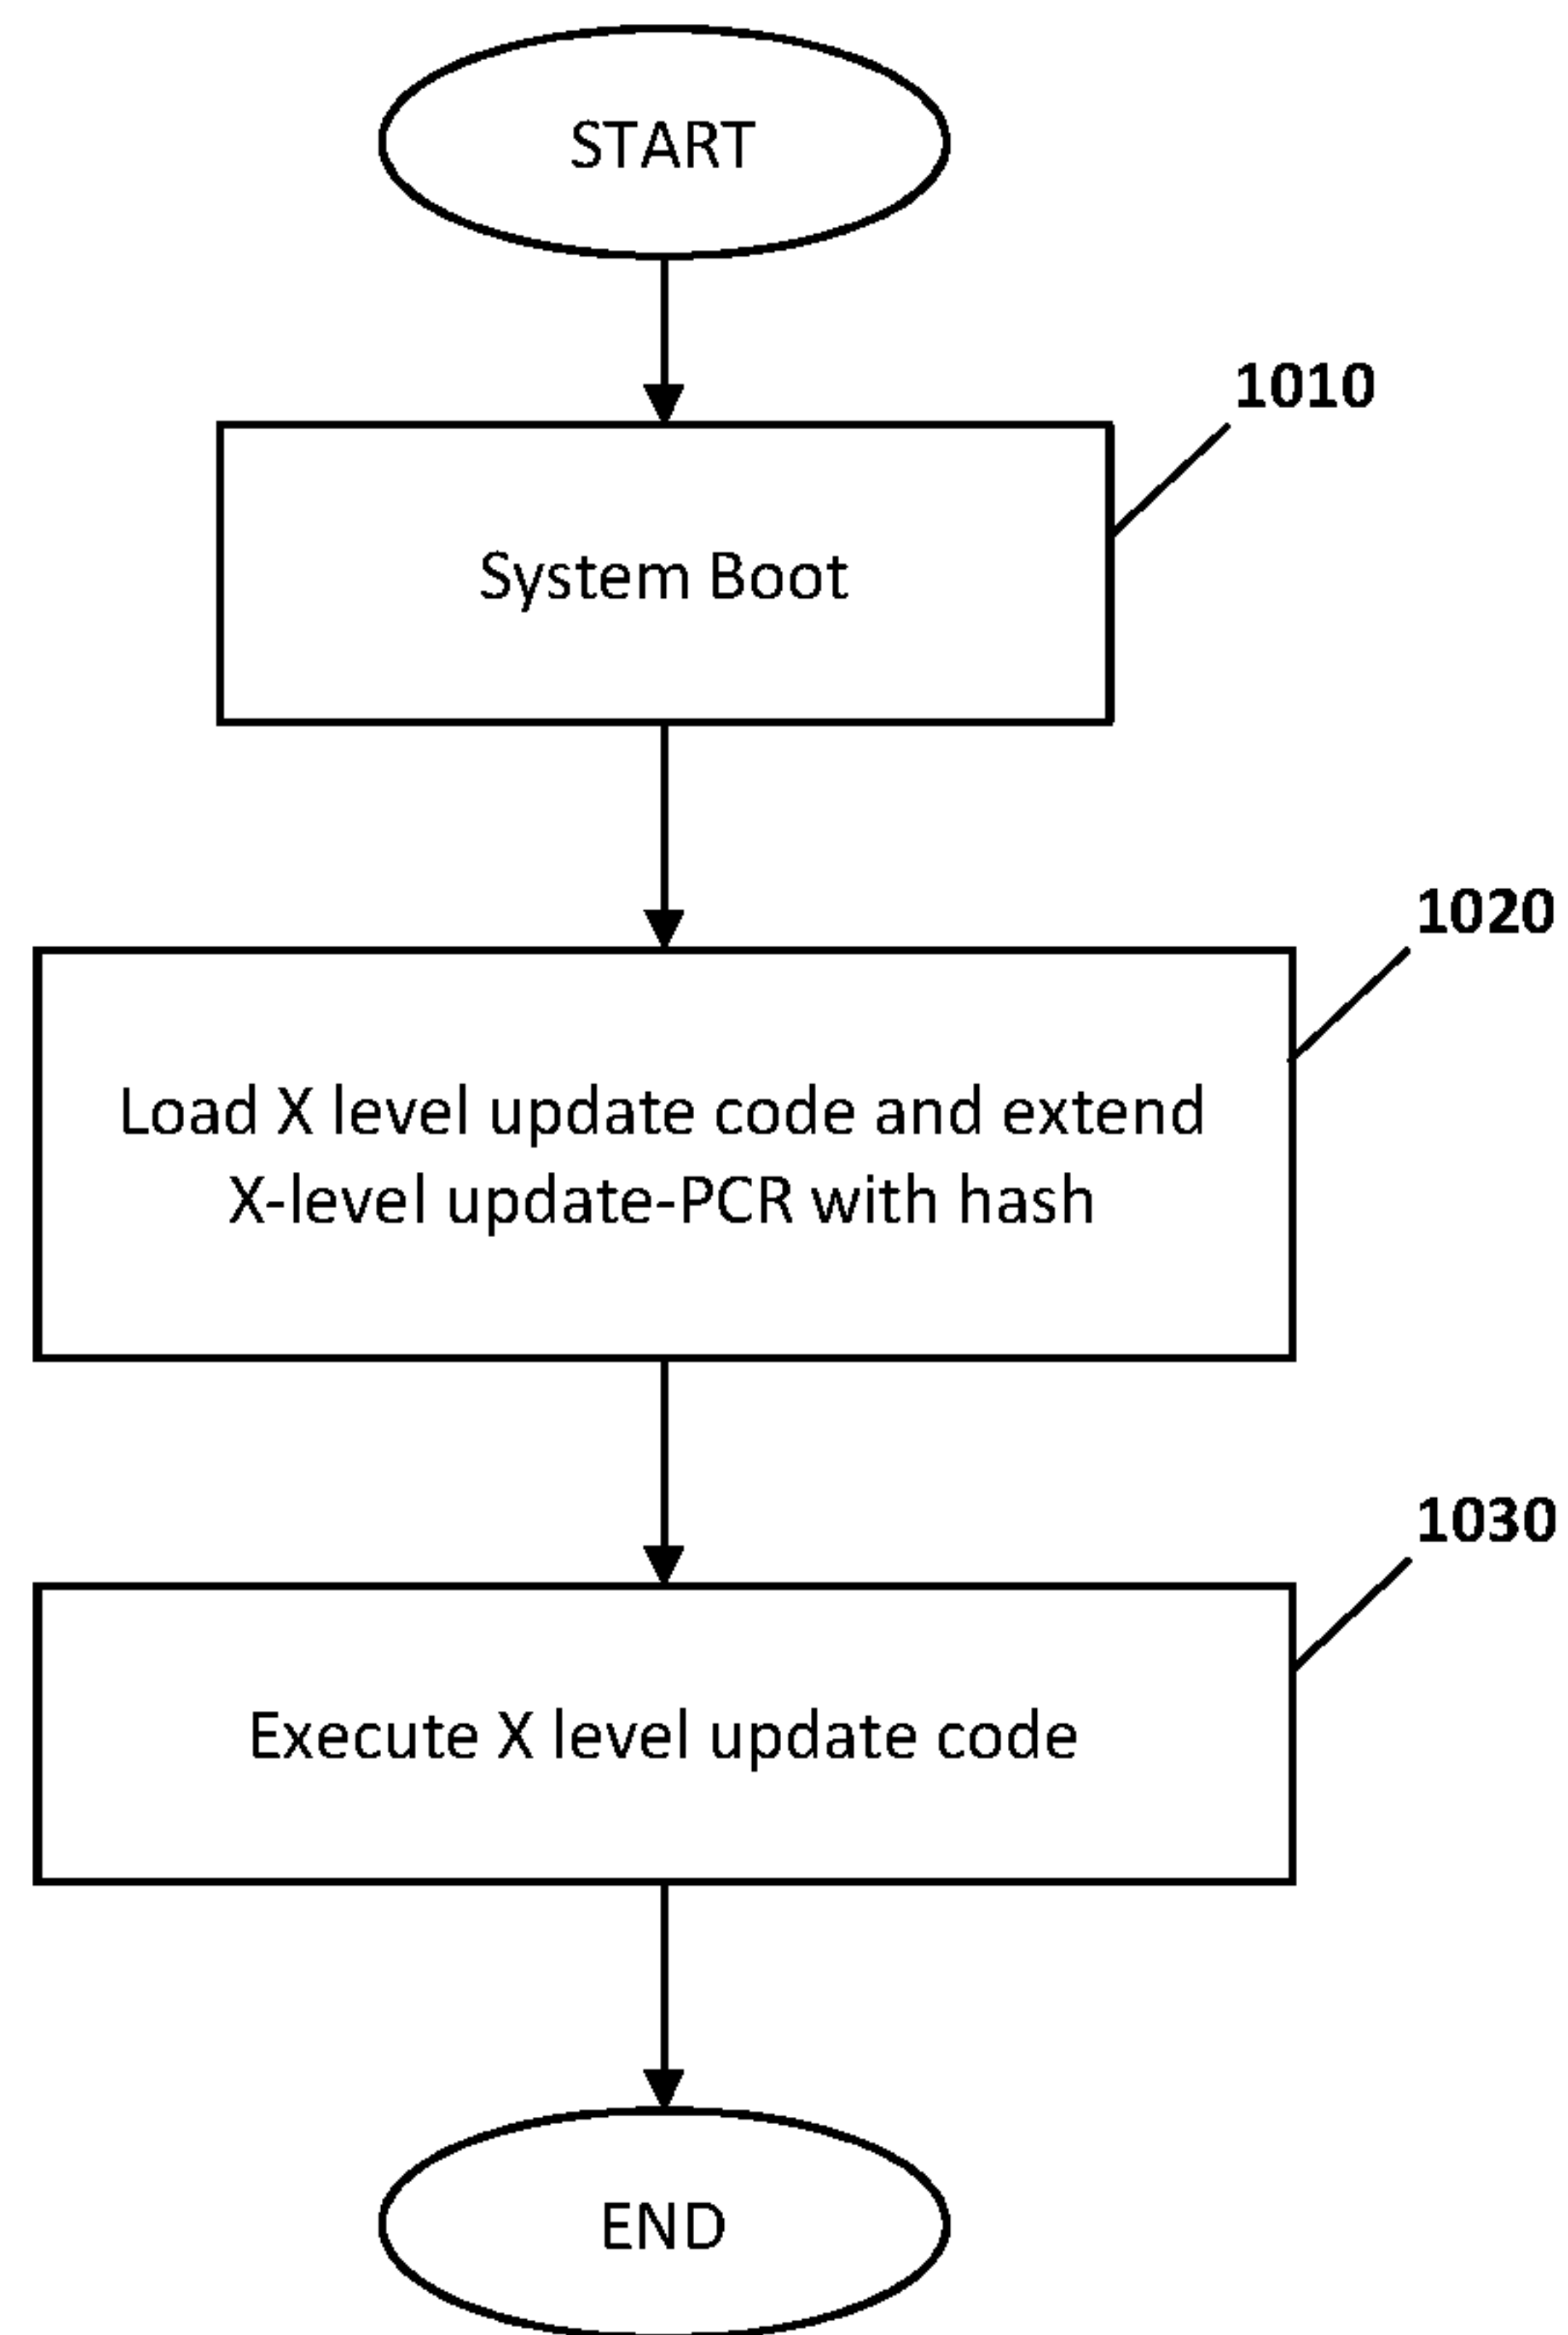 START
1010
System Boot
1020
Load X level update code and extend
X-level update-PCR with hash
1030
Execute X level update code
END